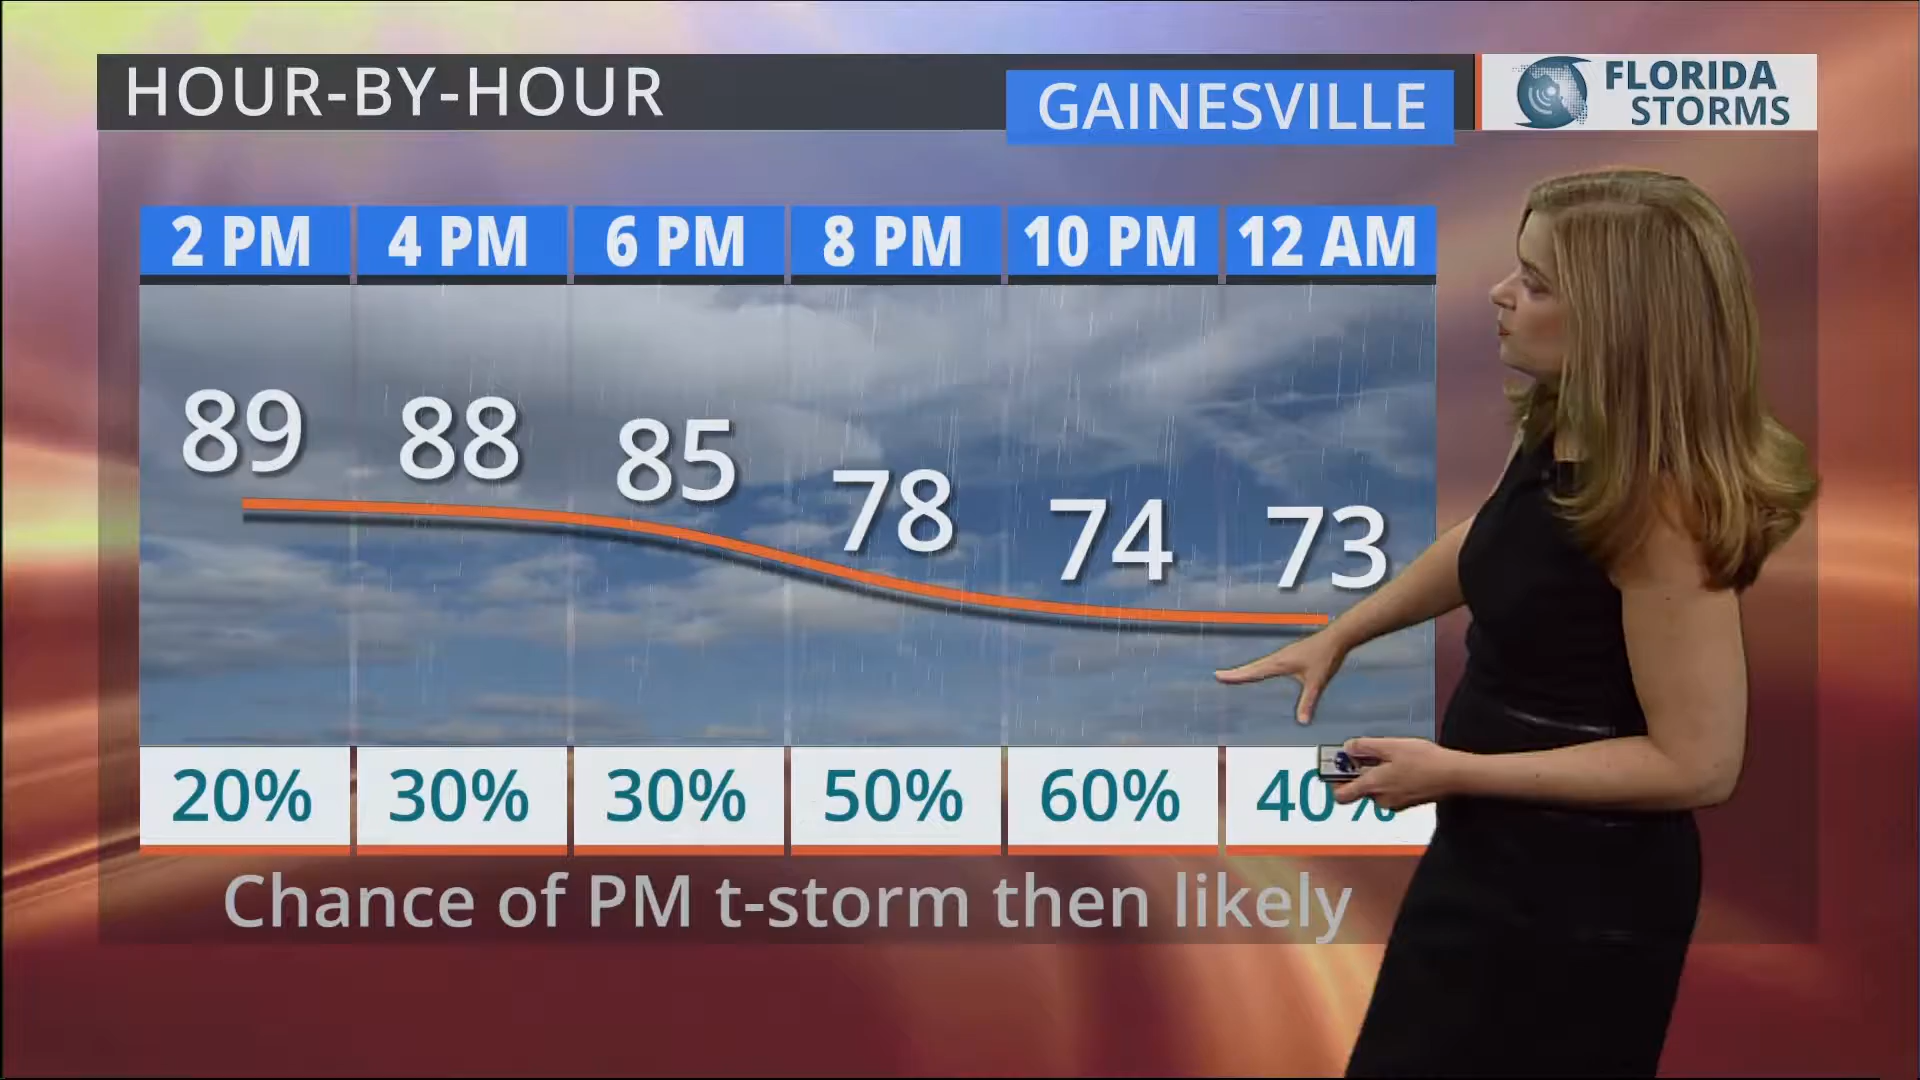 HOUR-BY-HOUR
GAINESVILLE
FLORIDA
STORMS
2 PM 4 PM 6 PM 8 PM 10 PM 12 AM
89 88 85 78 74 73
20% 30% 30% 50% 60% 40%
Chance of PM t-storm then likely